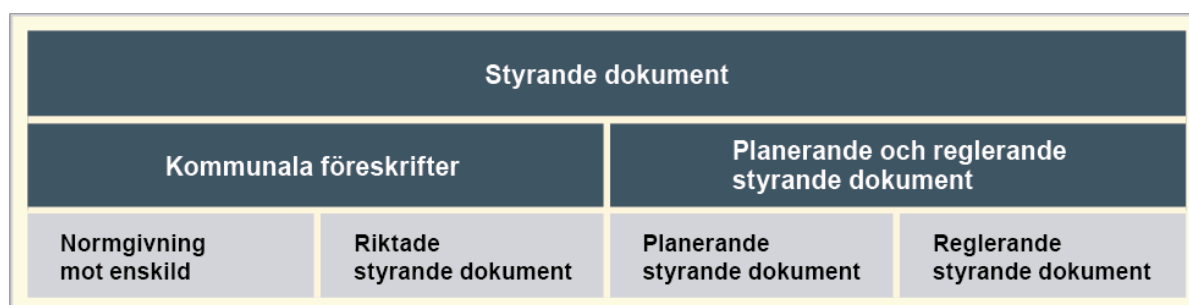 Styrande dokument
Kommunala föreskrifter
Planerande och reglerande
styrande dokument
Normgivning
mot enskild
Riktade
styrande dokument
Planerande
styrande dokument
Reglerande
styrande dokument